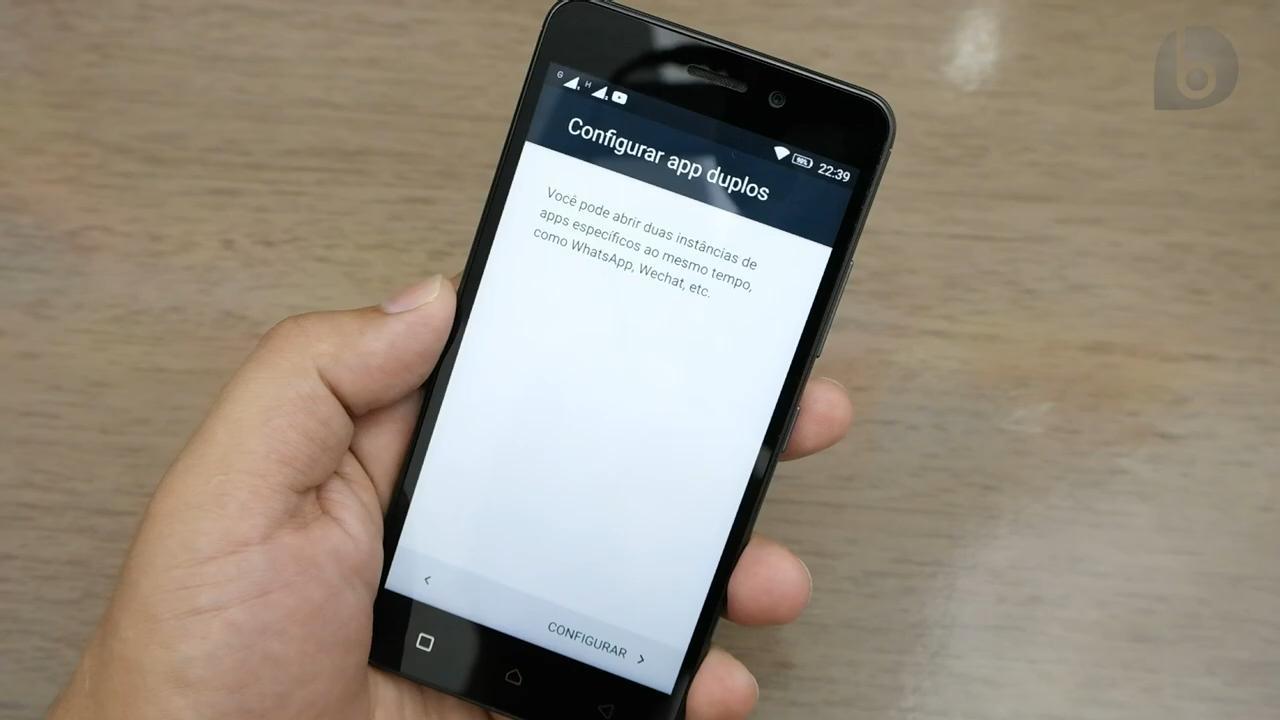 G H 22:39
Configurar app duplos
Você pode abrir duas instâncias de
apps específicos ao mesmo tempo,
como WhatsApp, Wechat, etc.
CONFIGURAR
b